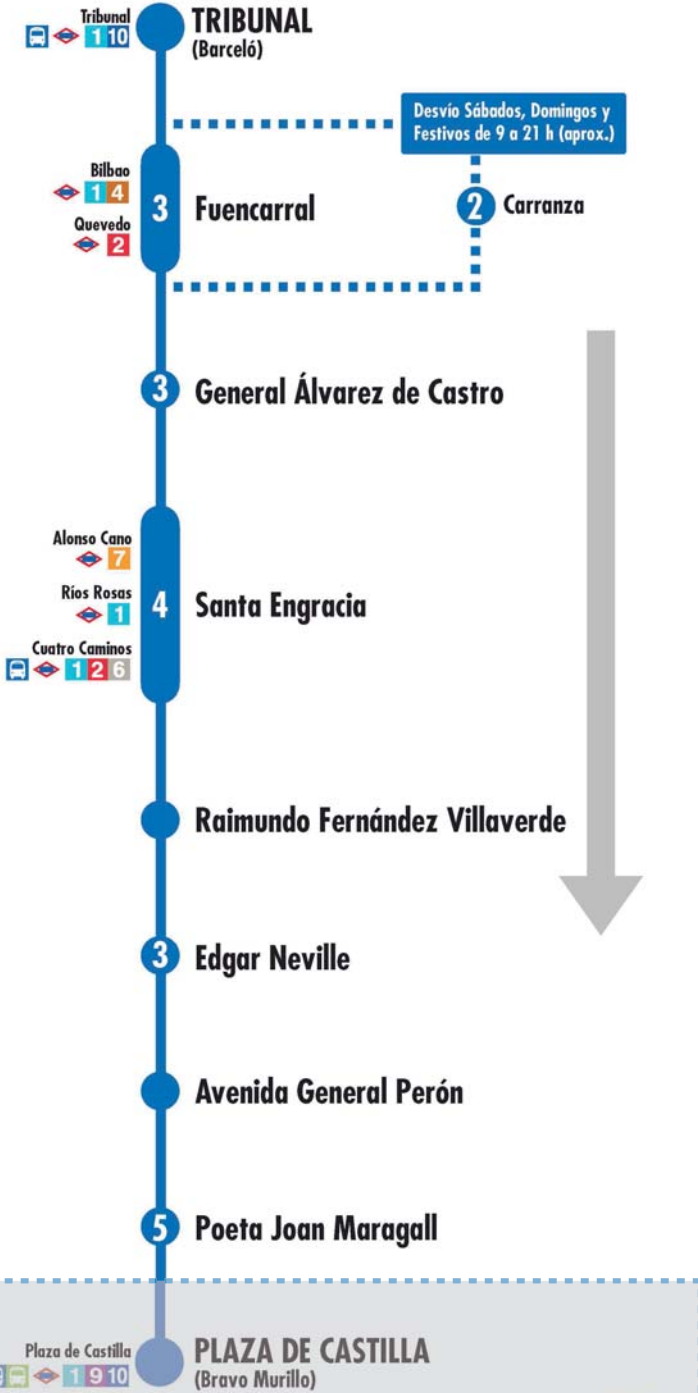 Tribunal
1 10
TRIBUNAL
(Barceló)
Desvío Sábados, Domingos y
Festivos de 9 a 21 h (aprox.)
Bilbao
1 4
Quevedo
2
3
Fuencarral
2
Carranza
3
General Álvarez de Castro
Alonso Cano
7
Ríos Rosas
1
Cuatro Caminos
1 2 6
4
Santa Engracia
Raimundo Fernández Villaverde
3
Edgar Neville
Avenida General Perón
5
Poeta Joan Maragall
Plaza de Castilla
1 9 10
PLAZA DE CASTILLA
(Bravo Murillo)